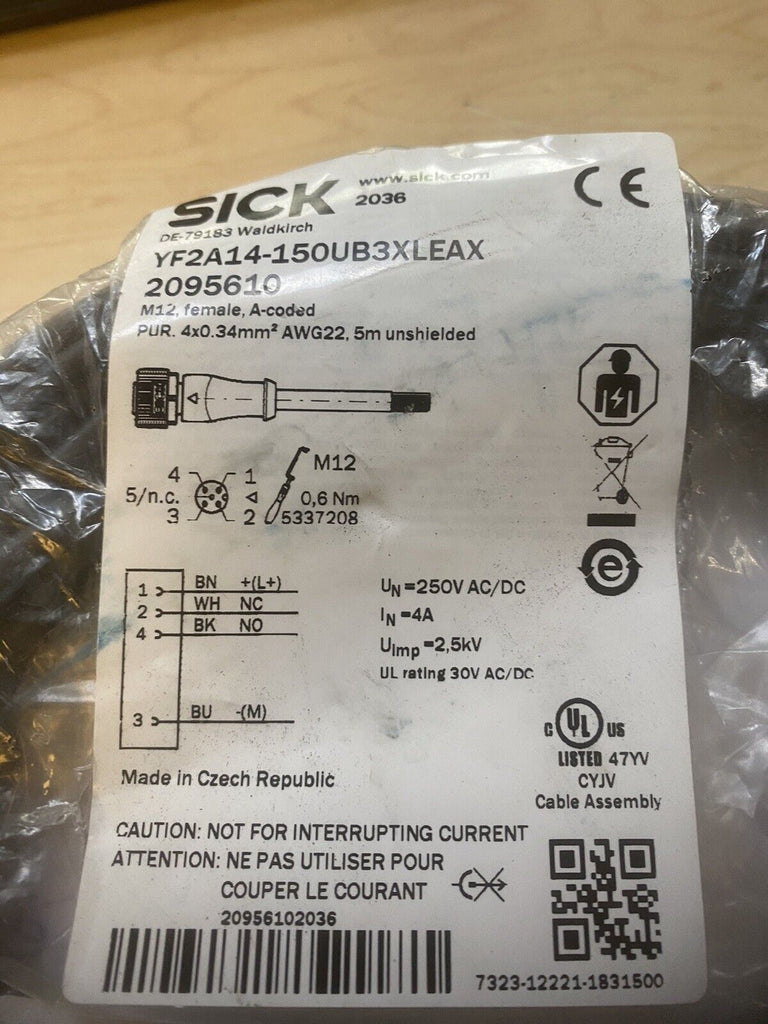 SICK www.sick.com
2036
DE-79183 Waldkirch
YF2A14-150UB3XLEAX
2095610
M12, female, A-coded
PUR. 4x0.34mm² AWG22, 5m unshielded
4 1 M12
5/n.c. 0,6 Nm
3 2 5337208
1 BN +(L+)
2 WH NC
4 BK NO
3 BU -(M)
UN=250V AC/DC
IN=4A
UImp=2,5kV
UL rating 30V AC/DC
CE
e
C UL US
LISTED 47YV
CYJV
Cable Assembly
Made in Czech Republic
CAUTION: NOT FOR INTERRUPTING CURRENT
ATTENTION: NE PAS UTILISER POUR
COUPER LE COURANT
20956102036
7323-12221-1831500